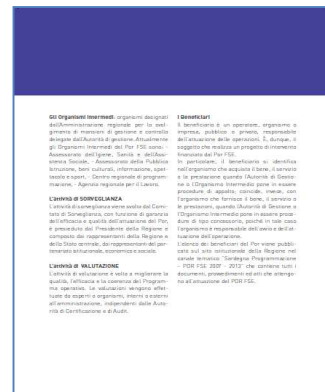 Gli Organismi Intermedi: organismi designati
dall'Amministrazione regionale per lo svol-
gimento di mansioni di gestione e controllo
delegate dall'Autorità di gestione. Attualmente
gli Organismi Intermedi del Por FSE sono: -
Assessorato dell'Igiene, Sanità e dell'Assi-
stenza Sociale, - Assessorato della Pubblica
Istruzione, beni culturali, informazione, spet-
tacolo e sport, - Centro regionale di program-
mazione, - Agenzia regionale per il Lavoro.
L'attività di SORVEGLIANZA
L'attività di sorveglianza viene svolta dal Comi-
tato di Sorveglianza, con funzione di garanzia
dell'efficacia e qualità dell'attuazione del Por,
è presieduto dal Presidente della Regione e
composto dai rappresentanti della Regione e
dello Stato centrale, dai rappresentanti del par-
tenariato istituzionale, economico e sociale.
L'attività di VALUTAZIONE
L'attività di valutazione è volta a migliorare la
qualità, l'efficacia e la coerenza del Program-
ma operativo. Le valutazioni vengono effet-
tuate da esperti o organismi, interni o esterni
all'amministrazione, indipendenti dalle Auto-
rità di Certificazione e di Audit.
I Beneficiari
Il beneficiario è un operatore, organismo o
impresa, pubblico o privato, responsabile
dell'attuazione delle operazioni. È, dunque, il
soggetto che realizza un progetto di intervento
finanziato dal Por FSE.
In particolare, il beneficiario si identifica
nell'organismo che acquista il bene, il servizio
o la prestazione quando l'Autorità di Gestio-
ne o l'Organismo Intermedio pone in essere
procedure di appalto; coincide, invece, con
l'organismo che fornisce il bene, il servizio o
la prestazione, quando l'Autorità di Gestione o
l'Organismo Intermedio pone in essere proce-
dure di tipo concessorio, poiché in tale caso
l'organismo è responsabile dell'avvio e dell'at-
tuazione dell'operazione.
L'elenco dei beneficiari del Por viene pubbli-
cato sul sito istituzionale della Regione nel
canale tematico "Sardegna Programmazione
- POR FSE 2007 - 2013" che contiene tutti i
documenti, provvedimenti ed atti che attengo-
no all'attuazione del POR FSE.